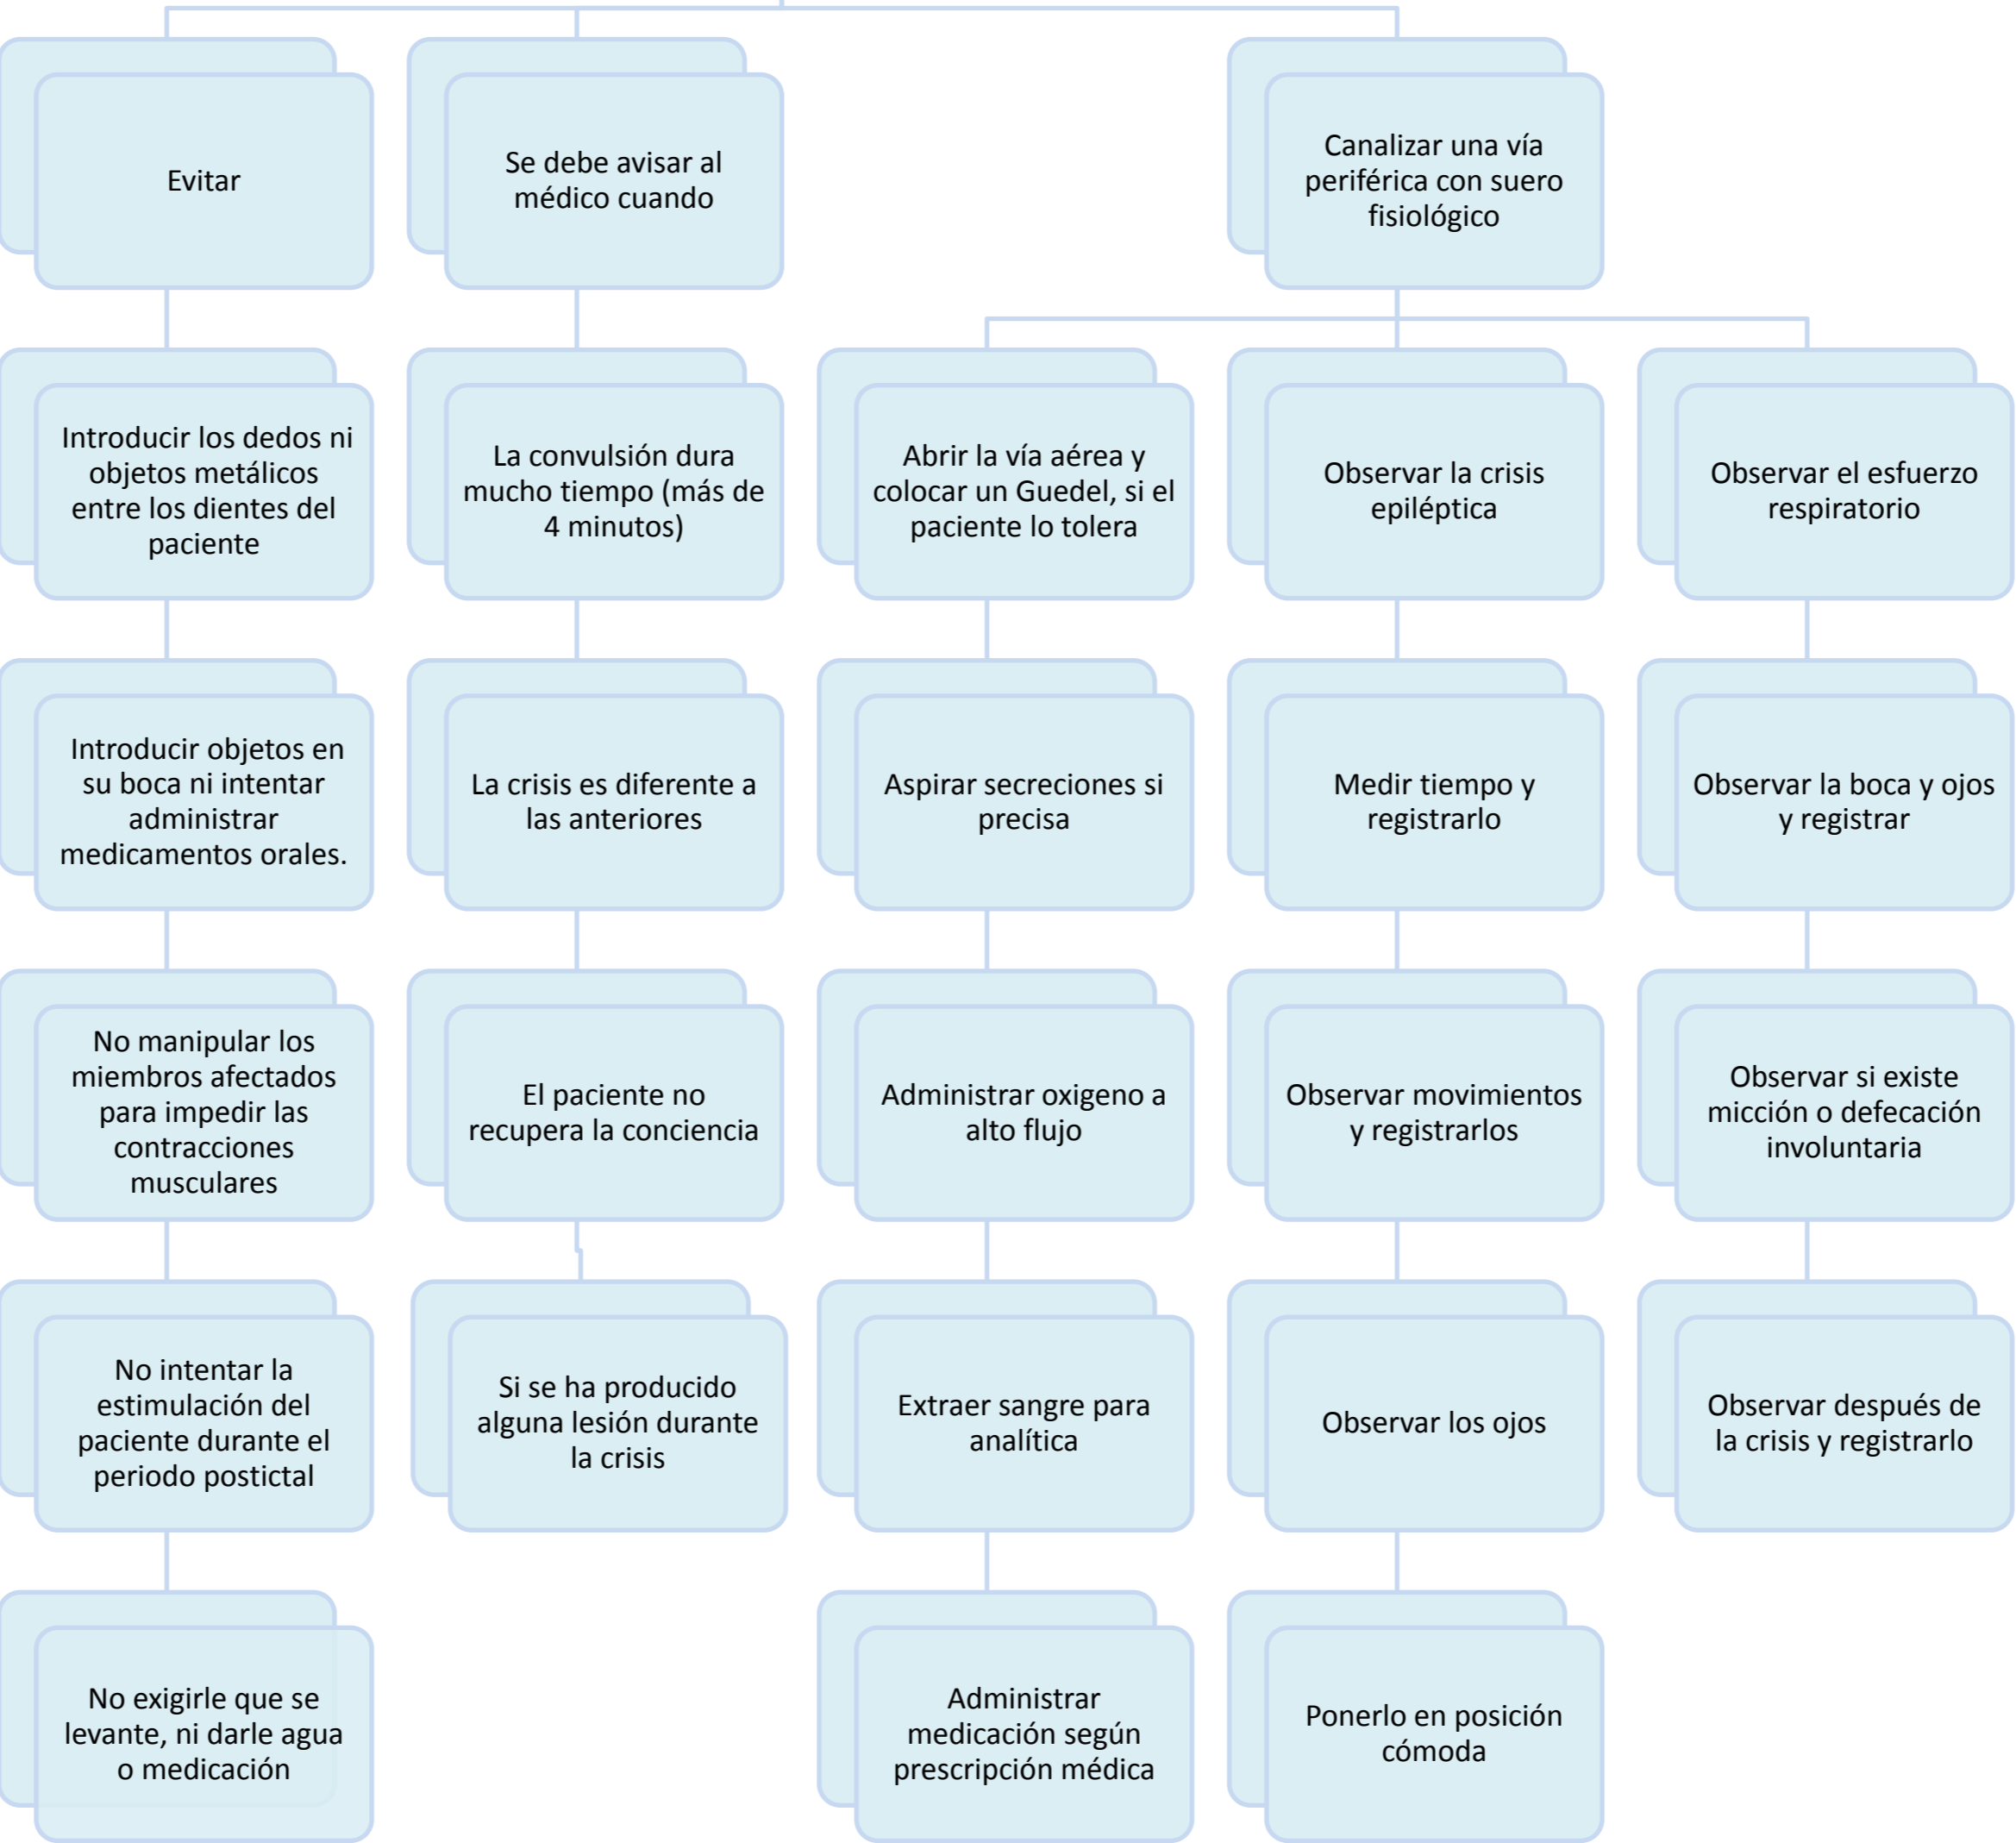 Evitar
Se debe avisar al
médico cuando
Canalizar una vía
periférica con suero
fisiológico
Introducir los dedos ni
objetos metálicos
entre los dientes del
paciente
La convulsión dura
mucho tiempo (más de
4 minutos)
Abrir la vía aérea y
colocar un Guedel, si el
paciente lo tolera
Observar la crisis
epiléptica
Observar el esfuerzo
respiratorio
Introducir objetos en
su boca ni intentar
administrar
medicamentos orales.
La crisis es diferente a
las anteriores
Aspirar secreciones si
precisa
Medir tiempo y
registrarlo
Observar la boca y ojos
y registrar
No manipular los
miembros afectados
para impedir las
contracciones
musculares
El paciente no
recupera la conciencia
Administrar oxigeno a
alto flujo
Observar movimientos
y registrarlos
Observar si existe
micción o defecación
involuntaria
No intentar la
estimulación del
paciente durante el
periodo postictal
Si se ha producido
alguna lesión durante
la crisis
Extraer sangre para
analítica
Observar los ojos
Observar después de
la crisis y registrarlo
No exigirle que se
levante, ni darle agua
o medicación
Administrar
medicación según
prescripción médica
Ponerlo en posición
cómoda